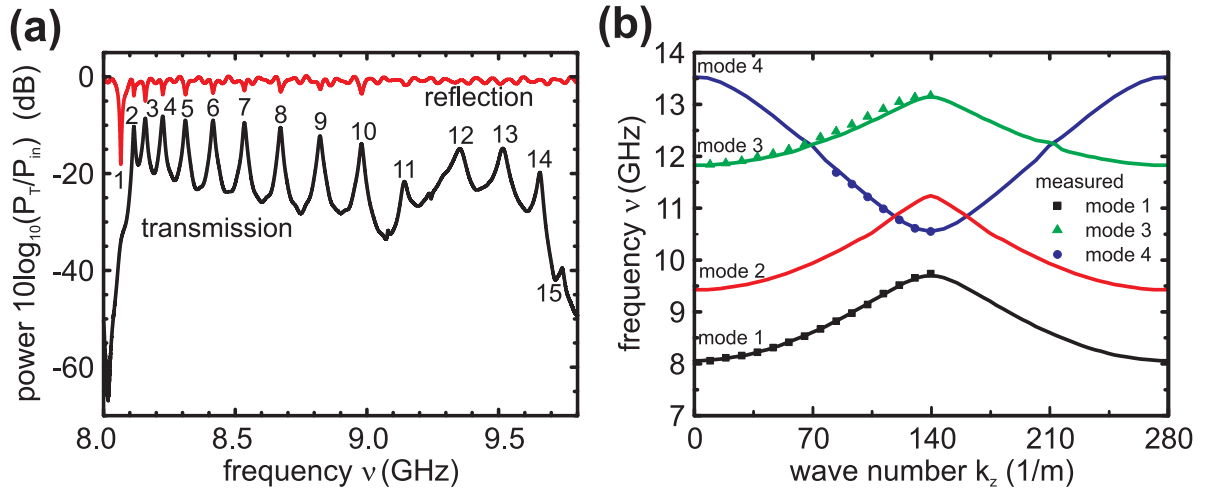 (a)
power 10log10(PT/Pin) (dB)
0
-20
-40
-60
reflection
transmission
1
2
3
4
5
6
7
8
9
10
11
12
13
14
15
8.0
8.5
9.0
9.5
frequency ν (GHz)
(b)
frequency ν (GHz)
14
13
12
11
10
9
8
7
mode 4
mode 3
mode 2
mode 1
measured
mode 1
mode 3
mode 4
0
70
140
210
280
wave number kz (1/m)